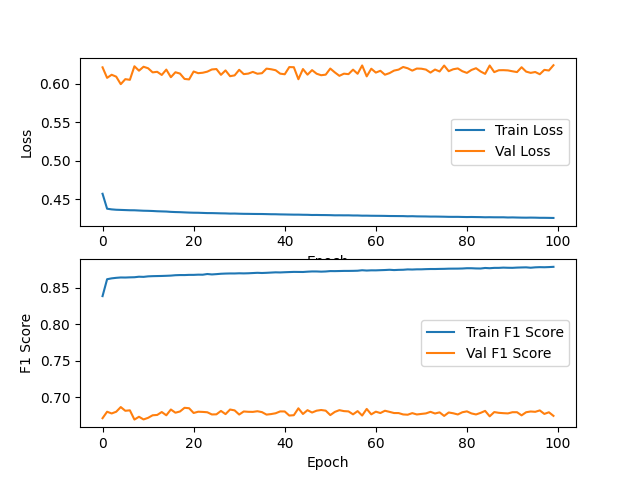 0.60
0.55
0.50
0.45
Loss
Train Loss
Val Loss
0 20 40 60 80 100
Epoch
0.85
0.80
0.75
0.70
F1 Score
Train F1 Score
Val F1 Score
0 20 40 60 80 100
Epoch